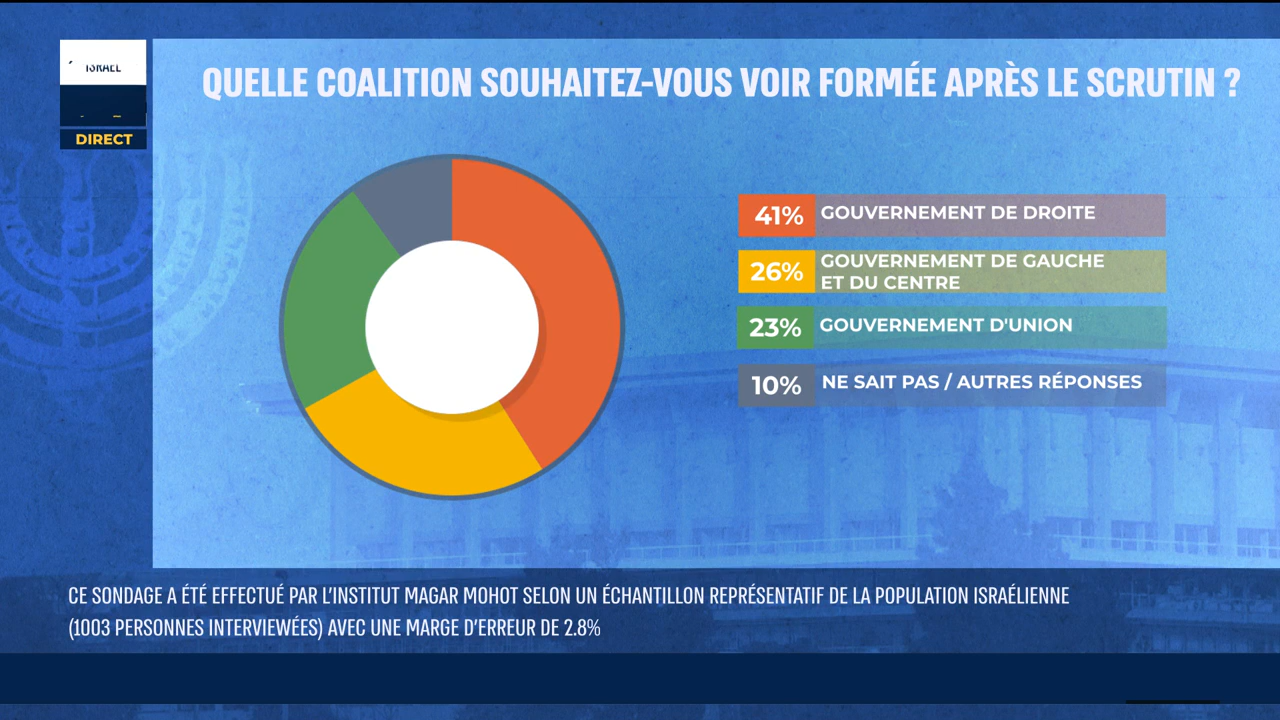 ISRAEL
DIRECT
QUELLE COALITION SOUHAITEZ-VOUS VOIR FORMÉE APRÈS LE SCRUTIN ?
41% GOUVERNEMENT DE DROITE
26% GOUVERNEMENT DE GAUCHE
ET DU CENTRE
23% GOUVERNEMENT D'UNION
10% NE SAIT PAS / AUTRES RÉPONSES
CE SONDAGE A ÉTÉ EFFECTUÉ PAR L'INSTITUT MAGAR MOHOT SELON UN ÉCHANTILLON REPRÉSENTATIF DE LA POPULATION ISRAÉLIENNE
(1003 PERSONNES INTERVIEWÉES) AVEC UNE MARGE D'ERREUR DE 2.8%